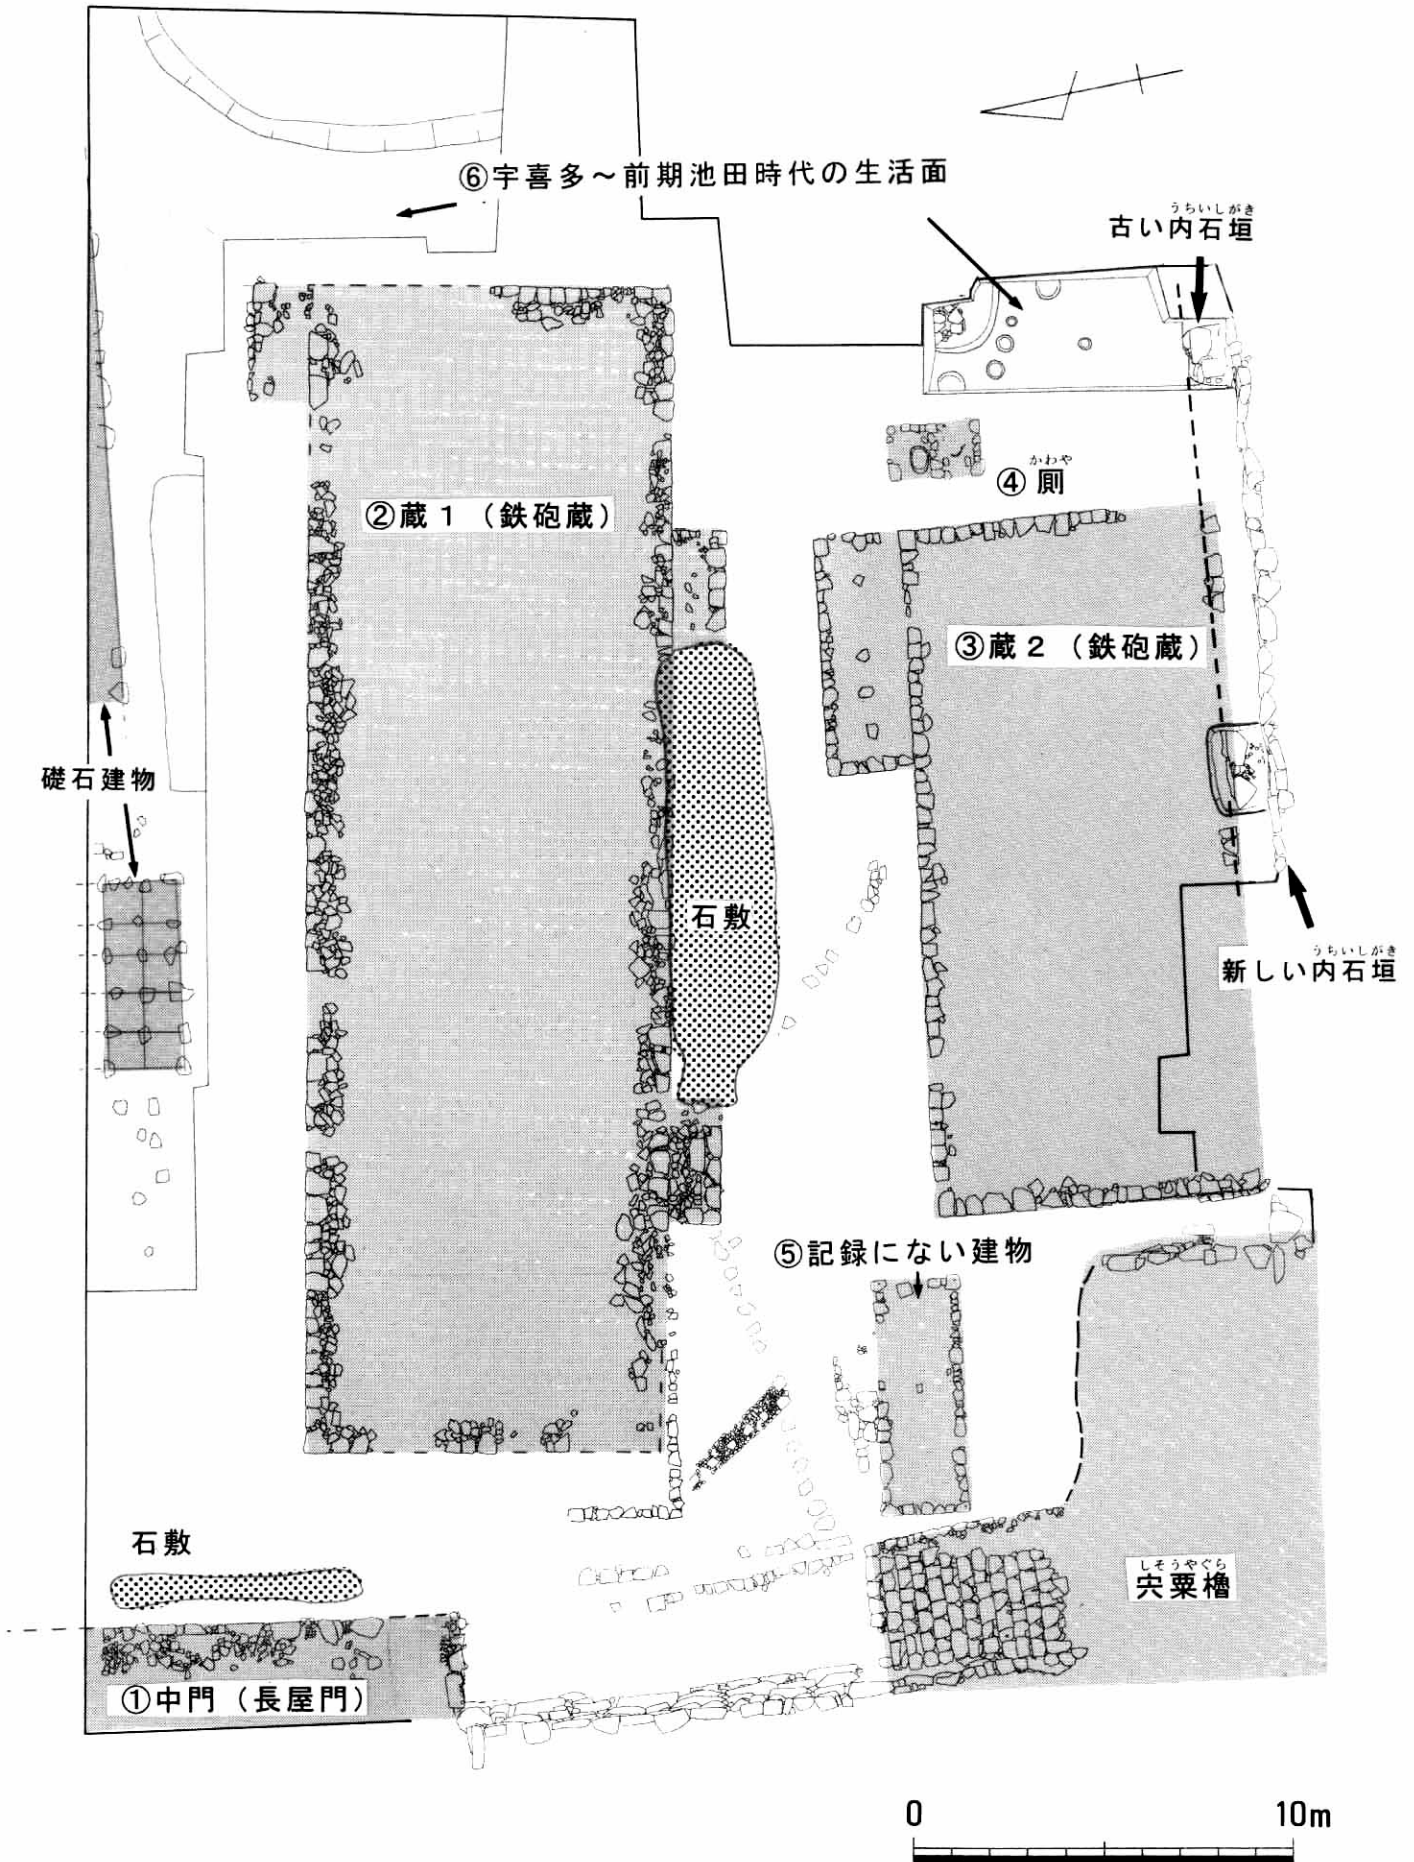 ⑥宇喜多～前期池田時代の生活面
うちいしがき
古い内石垣
かわや
④厠
②蔵1（鉄砲蔵）
③蔵2（鉄砲蔵）
礎石建物
石敷
うちいしがき
新しい内石垣
⑤記録にない建物
石敷
しそうやぐら
宍粟櫓
①中門（長屋門）
0 10m